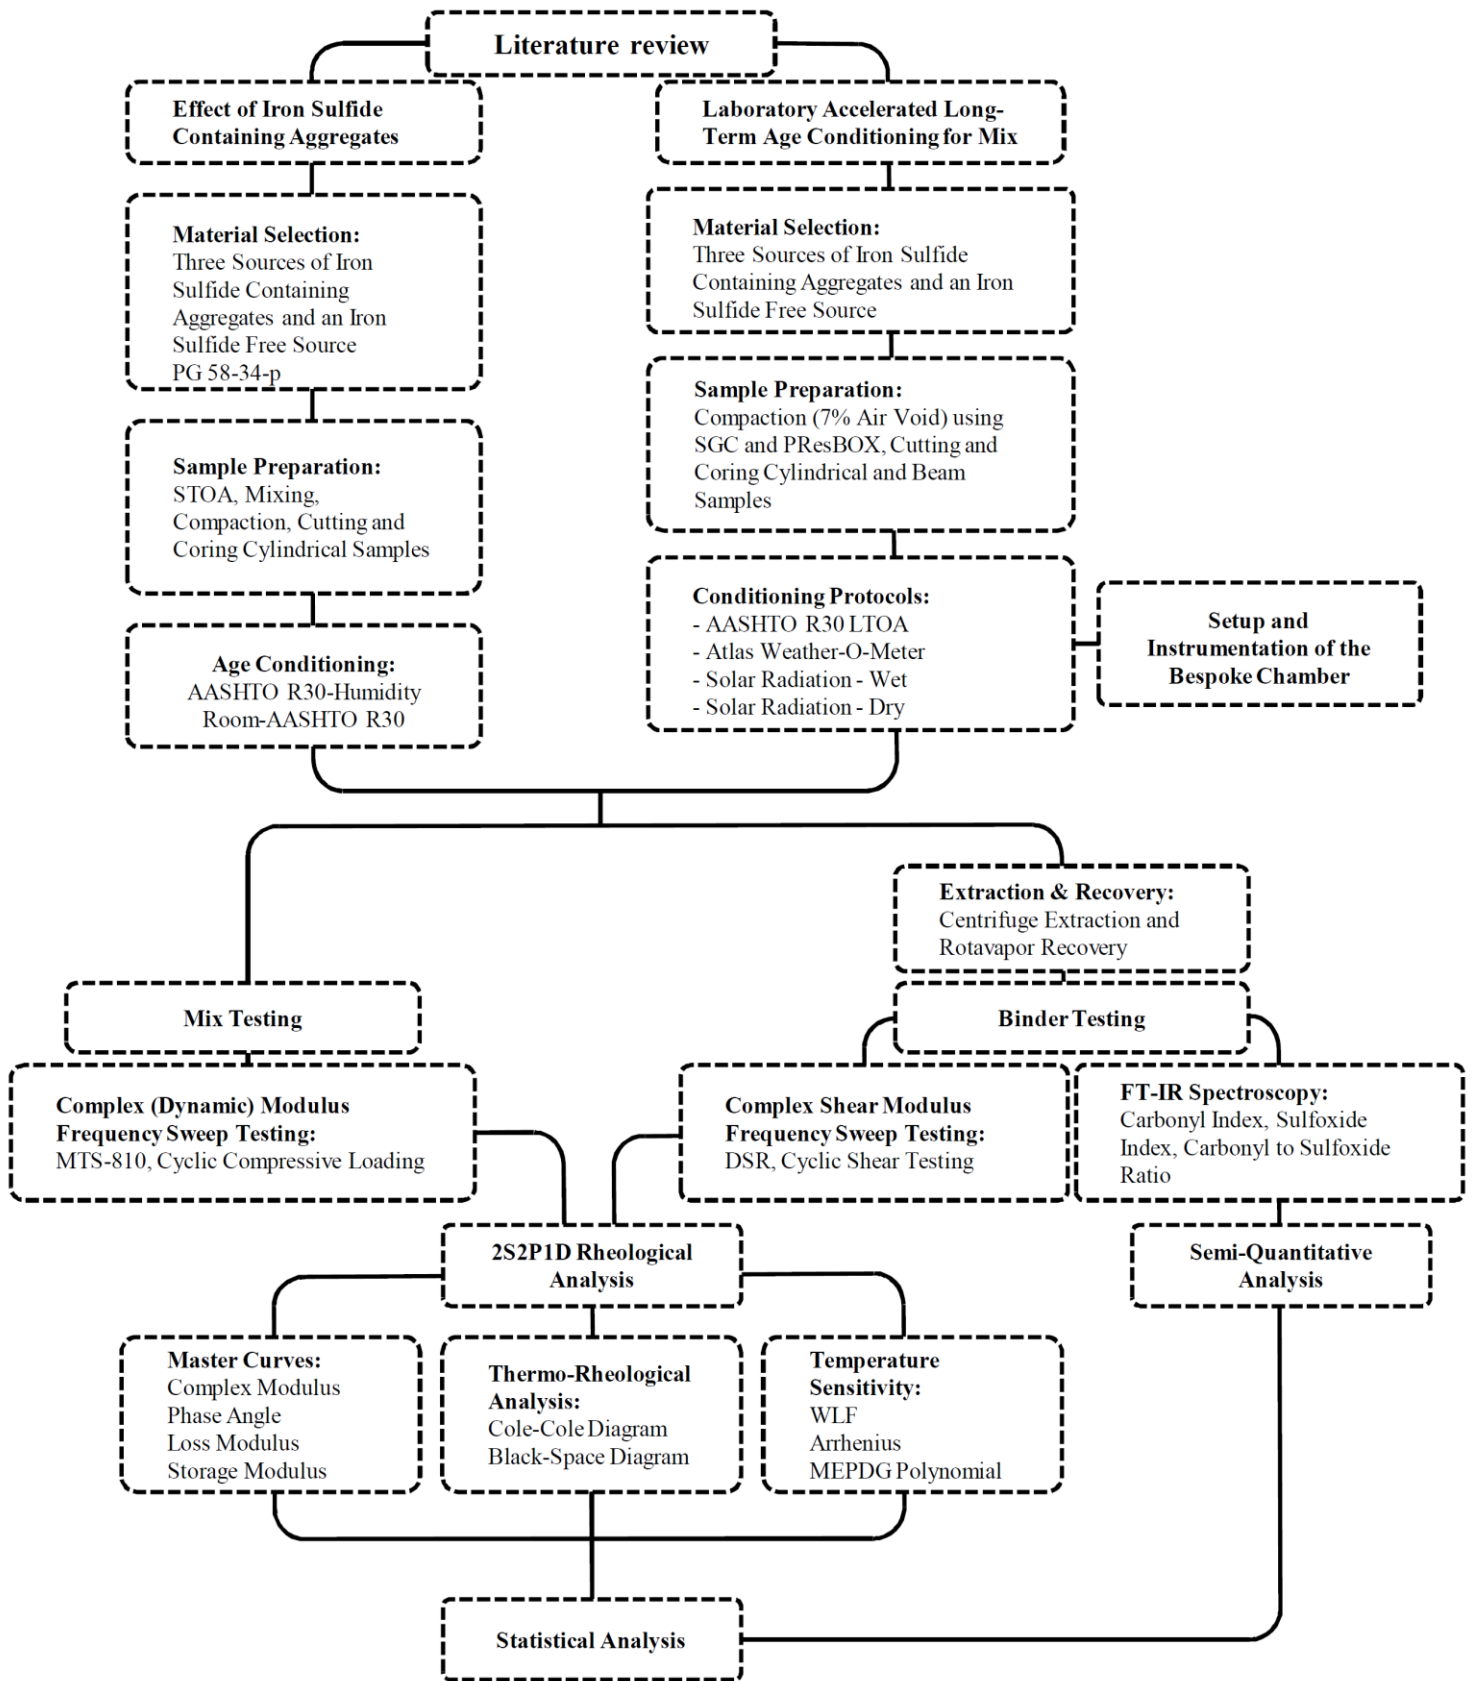 Literature review
Effect of Iron Sulfide
Containing Aggregates
Laboratory Accelerated Long-
Term Age Conditioning for Mix
Material Selection:
Three Sources of Iron
Sulfide Containing
Aggregates and an Iron
Sulfide Free Source
PG 58-34-p
Material Selection:
Three Sources of Iron Sulfide
Containing Aggregates and an Iron
Sulfide Free Source
Sample Preparation:
STOA, Mixing,
Compaction, Cutting and
Coring Cylindrical Samples
Sample Preparation:
Compaction (7% Air Void) using
SGC and PResBOX, Cutting and
Coring Cylindrical and Beam
Samples
Age Conditioning:
AASHTO R30-Humidity
Room-AASHTO R30
Conditioning Protocols:
- AASHTO R30 LTOA
- Atlas Weather-O-Meter
- Solar Radiation - Wet
- Solar Radiation - Dry
Setup and
Instrumentation of the
Bespoke Chamber
Extraction & Recovery:
Centrifuge Extraction and
Rotavapor Recovery
Mix Testing
Binder Testing
Complex (Dynamic) Modulus
Frequency Sweep Testing:
MTS-810, Cyclic Compressive Loading
Complex Shear Modulus
Frequency Sweep Testing:
DSR, Cyclic Shear Testing
FT-IR Spectroscopy:
Carbonyl Index, Sulfoxide
Index, Carbonyl to Sulfoxide
Ratio
2S2P1D Rheological
Analysis
Semi-Quantitative
Analysis
Master Curves:
Complex Modulus
Phase Angle
Loss Modulus
Storage Modulus
Thermo-Rheological
Analysis:
Cole-Cole Diagram
Black-Space Diagram
Temperature
Sensitivity:
WLF
Arrhenius
MEPDG Polynomial
Statistical Analysis